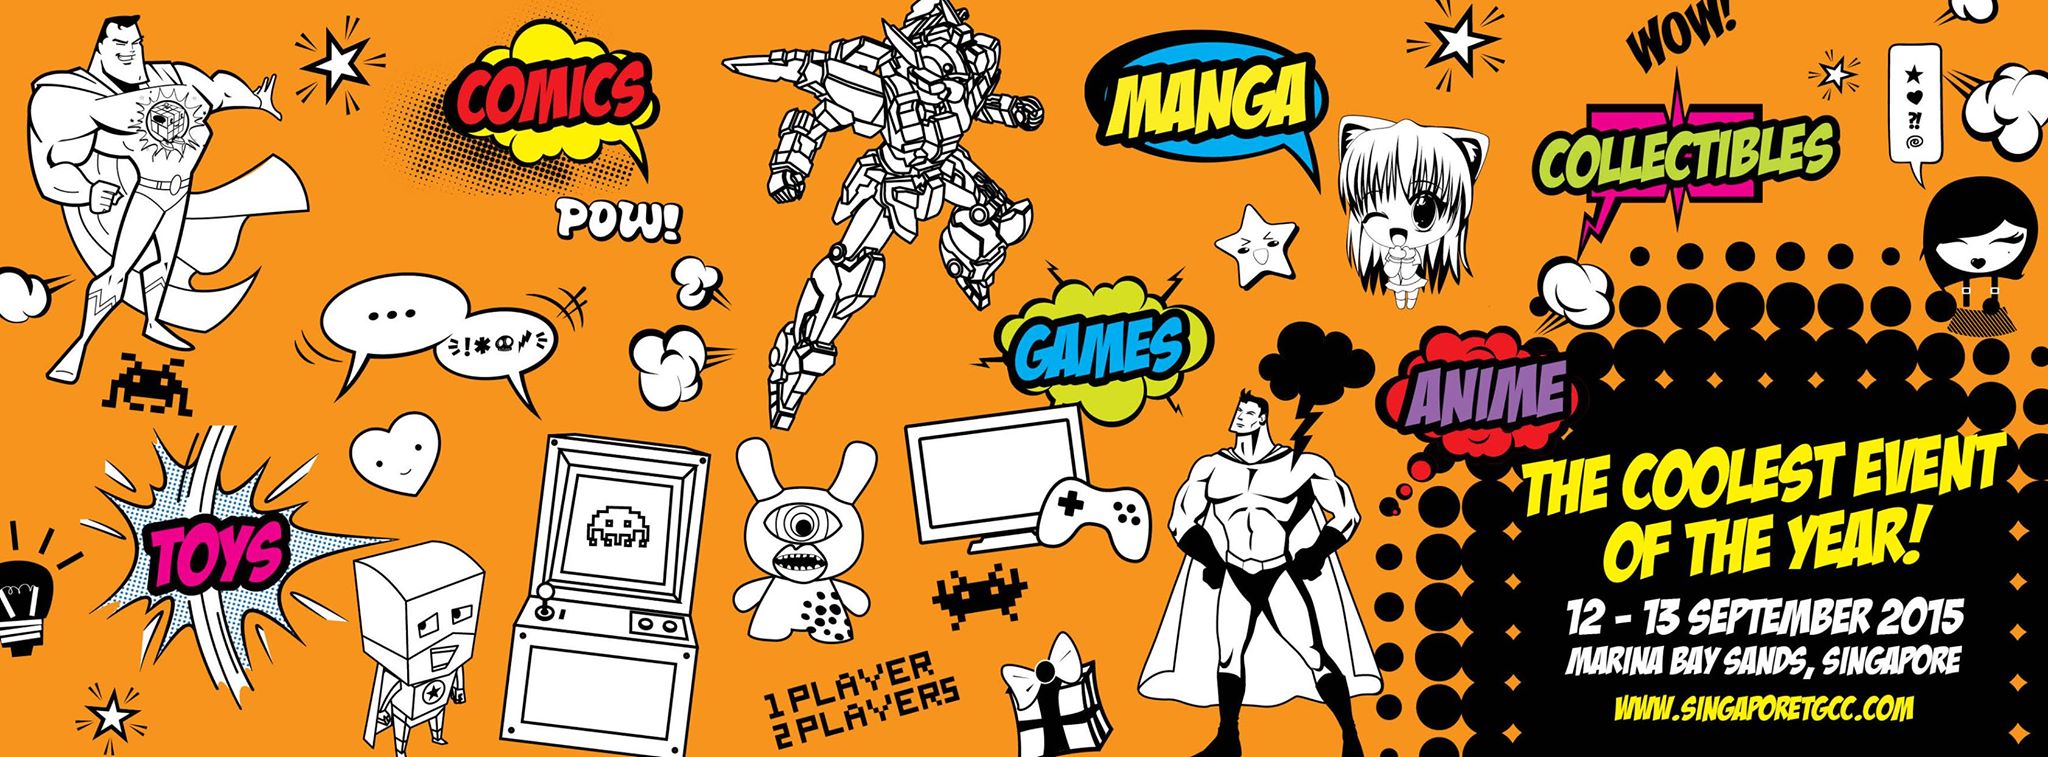 COMICS
POW!
MANGA
WOW!
COLLECTIBLES
?!
@
...
!*
GAMES
ANIME
TOYS
1 PLAYER
2 PLAYERS
THE COOLEST EVENT
OF THE YEAR!
12 - 13 SEPTEMBER 2015
MARINA BAY SANDS, SINGAPORE
WWW.SINGAPORETGCC.COM